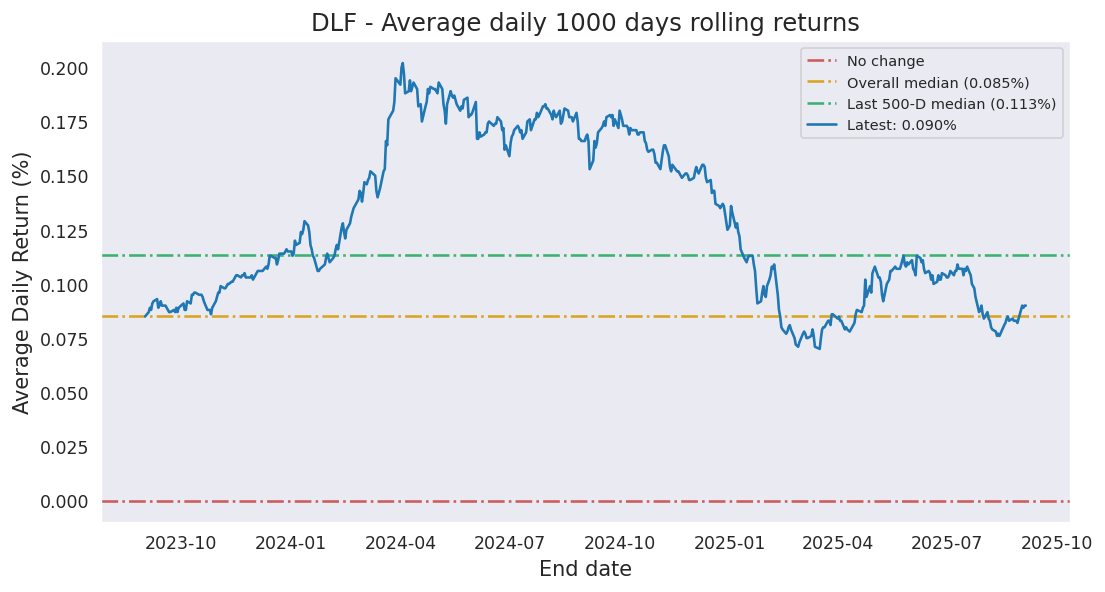 DLF - Average daily 1000 days rolling returns
No change
Overall median (0.085%)
Last 500-D median (0.113%)
Latest: 0.090%
Average Daily Return (%)
0.200
0.175
0.150
0.125
0.100
0.075
0.050
0.025
0.000
2023-10 2024-01 2024-04 2024-07 2024-10 2025-01 2025-04 2025-07 2025-10
End date